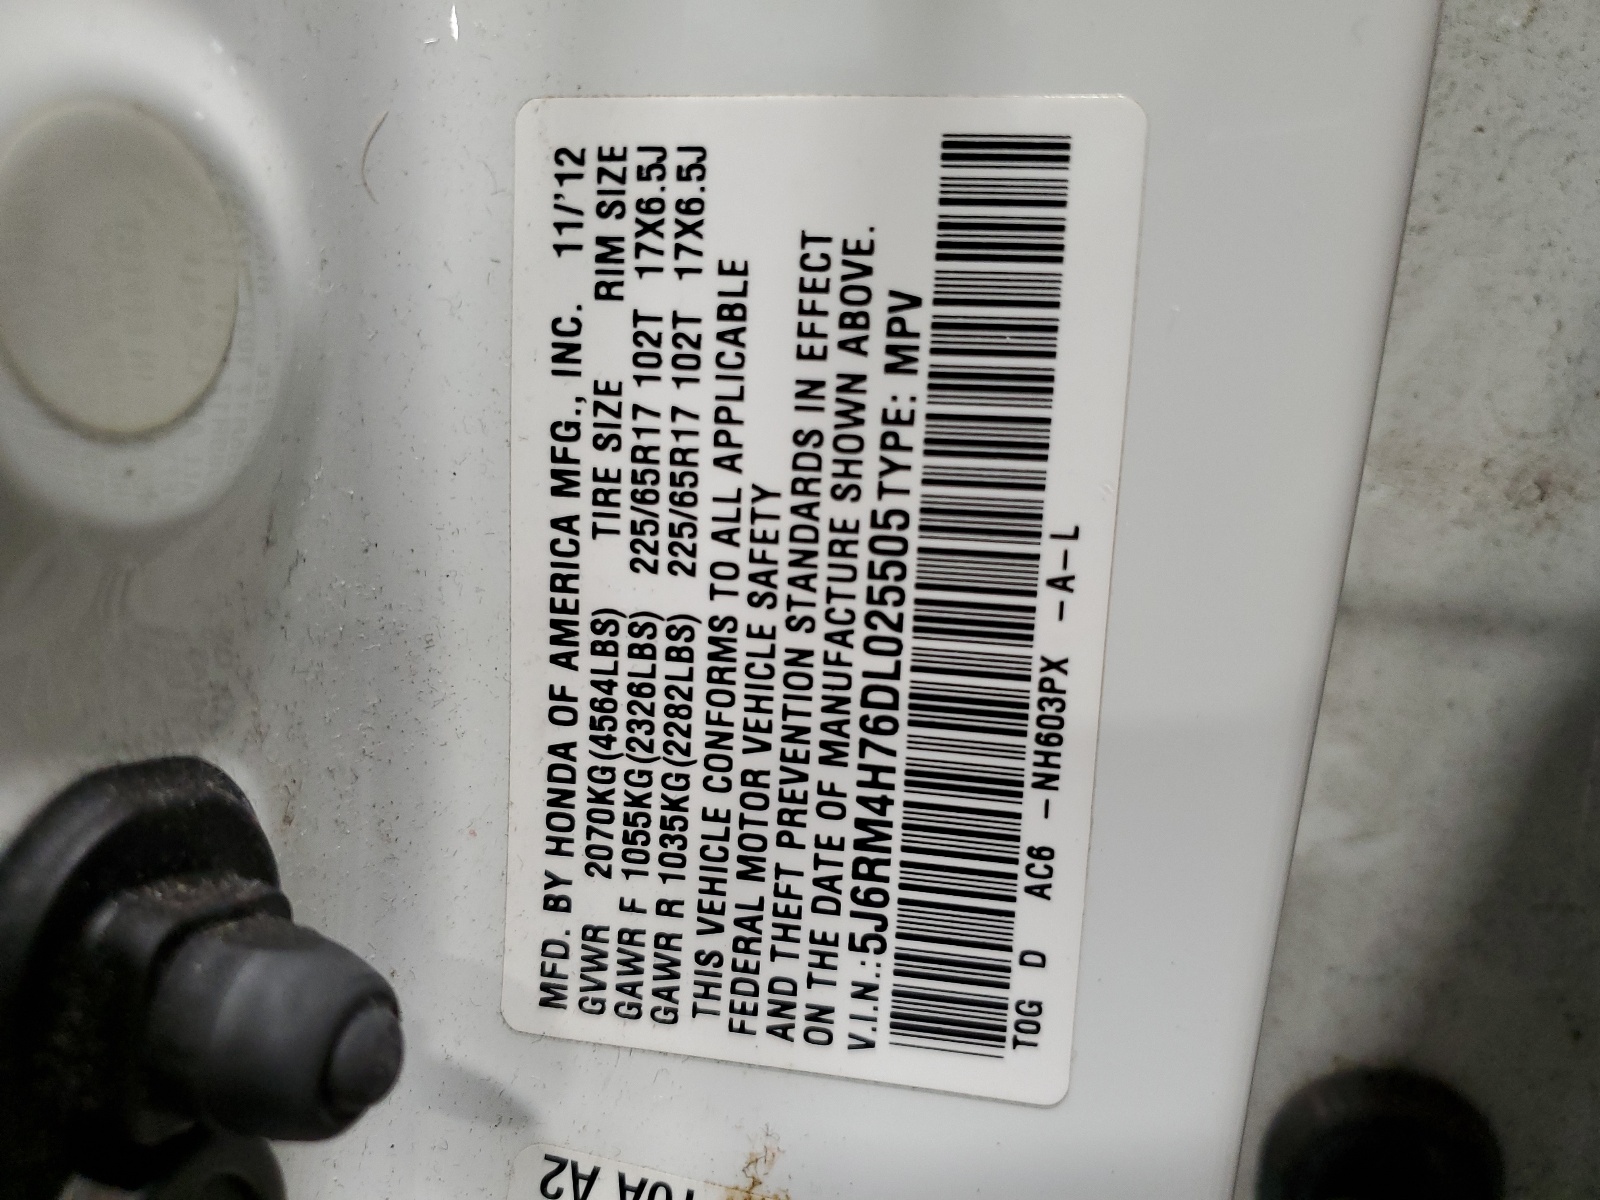 MFD. BY HONDA OF AMERICA MFG., INC. 11/'12
GVWR 2070KG(4564LBS) TIRE SIZE RIM SIZE
GAWR F 1055KG(2326LBS) 225/65R17 102T 17X6.5J
GAWR R 1035KG(2282LBS) 225/65R17 102T 17X6.5J
THIS VEHICLE CONFORMS TO ALL APPLICABLE
FEDERAL MOTOR VEHICLE SAFETY
AND THEFT PREVENTION STANDARDS IN EFFECT
ON THE DATE OF MANUFACTURE SHOWN ABOVE.
V.I.N.:5J6RM4H76DL025505TYPE: MPV
TOG D AC6 -NH603PX -A-L
A2